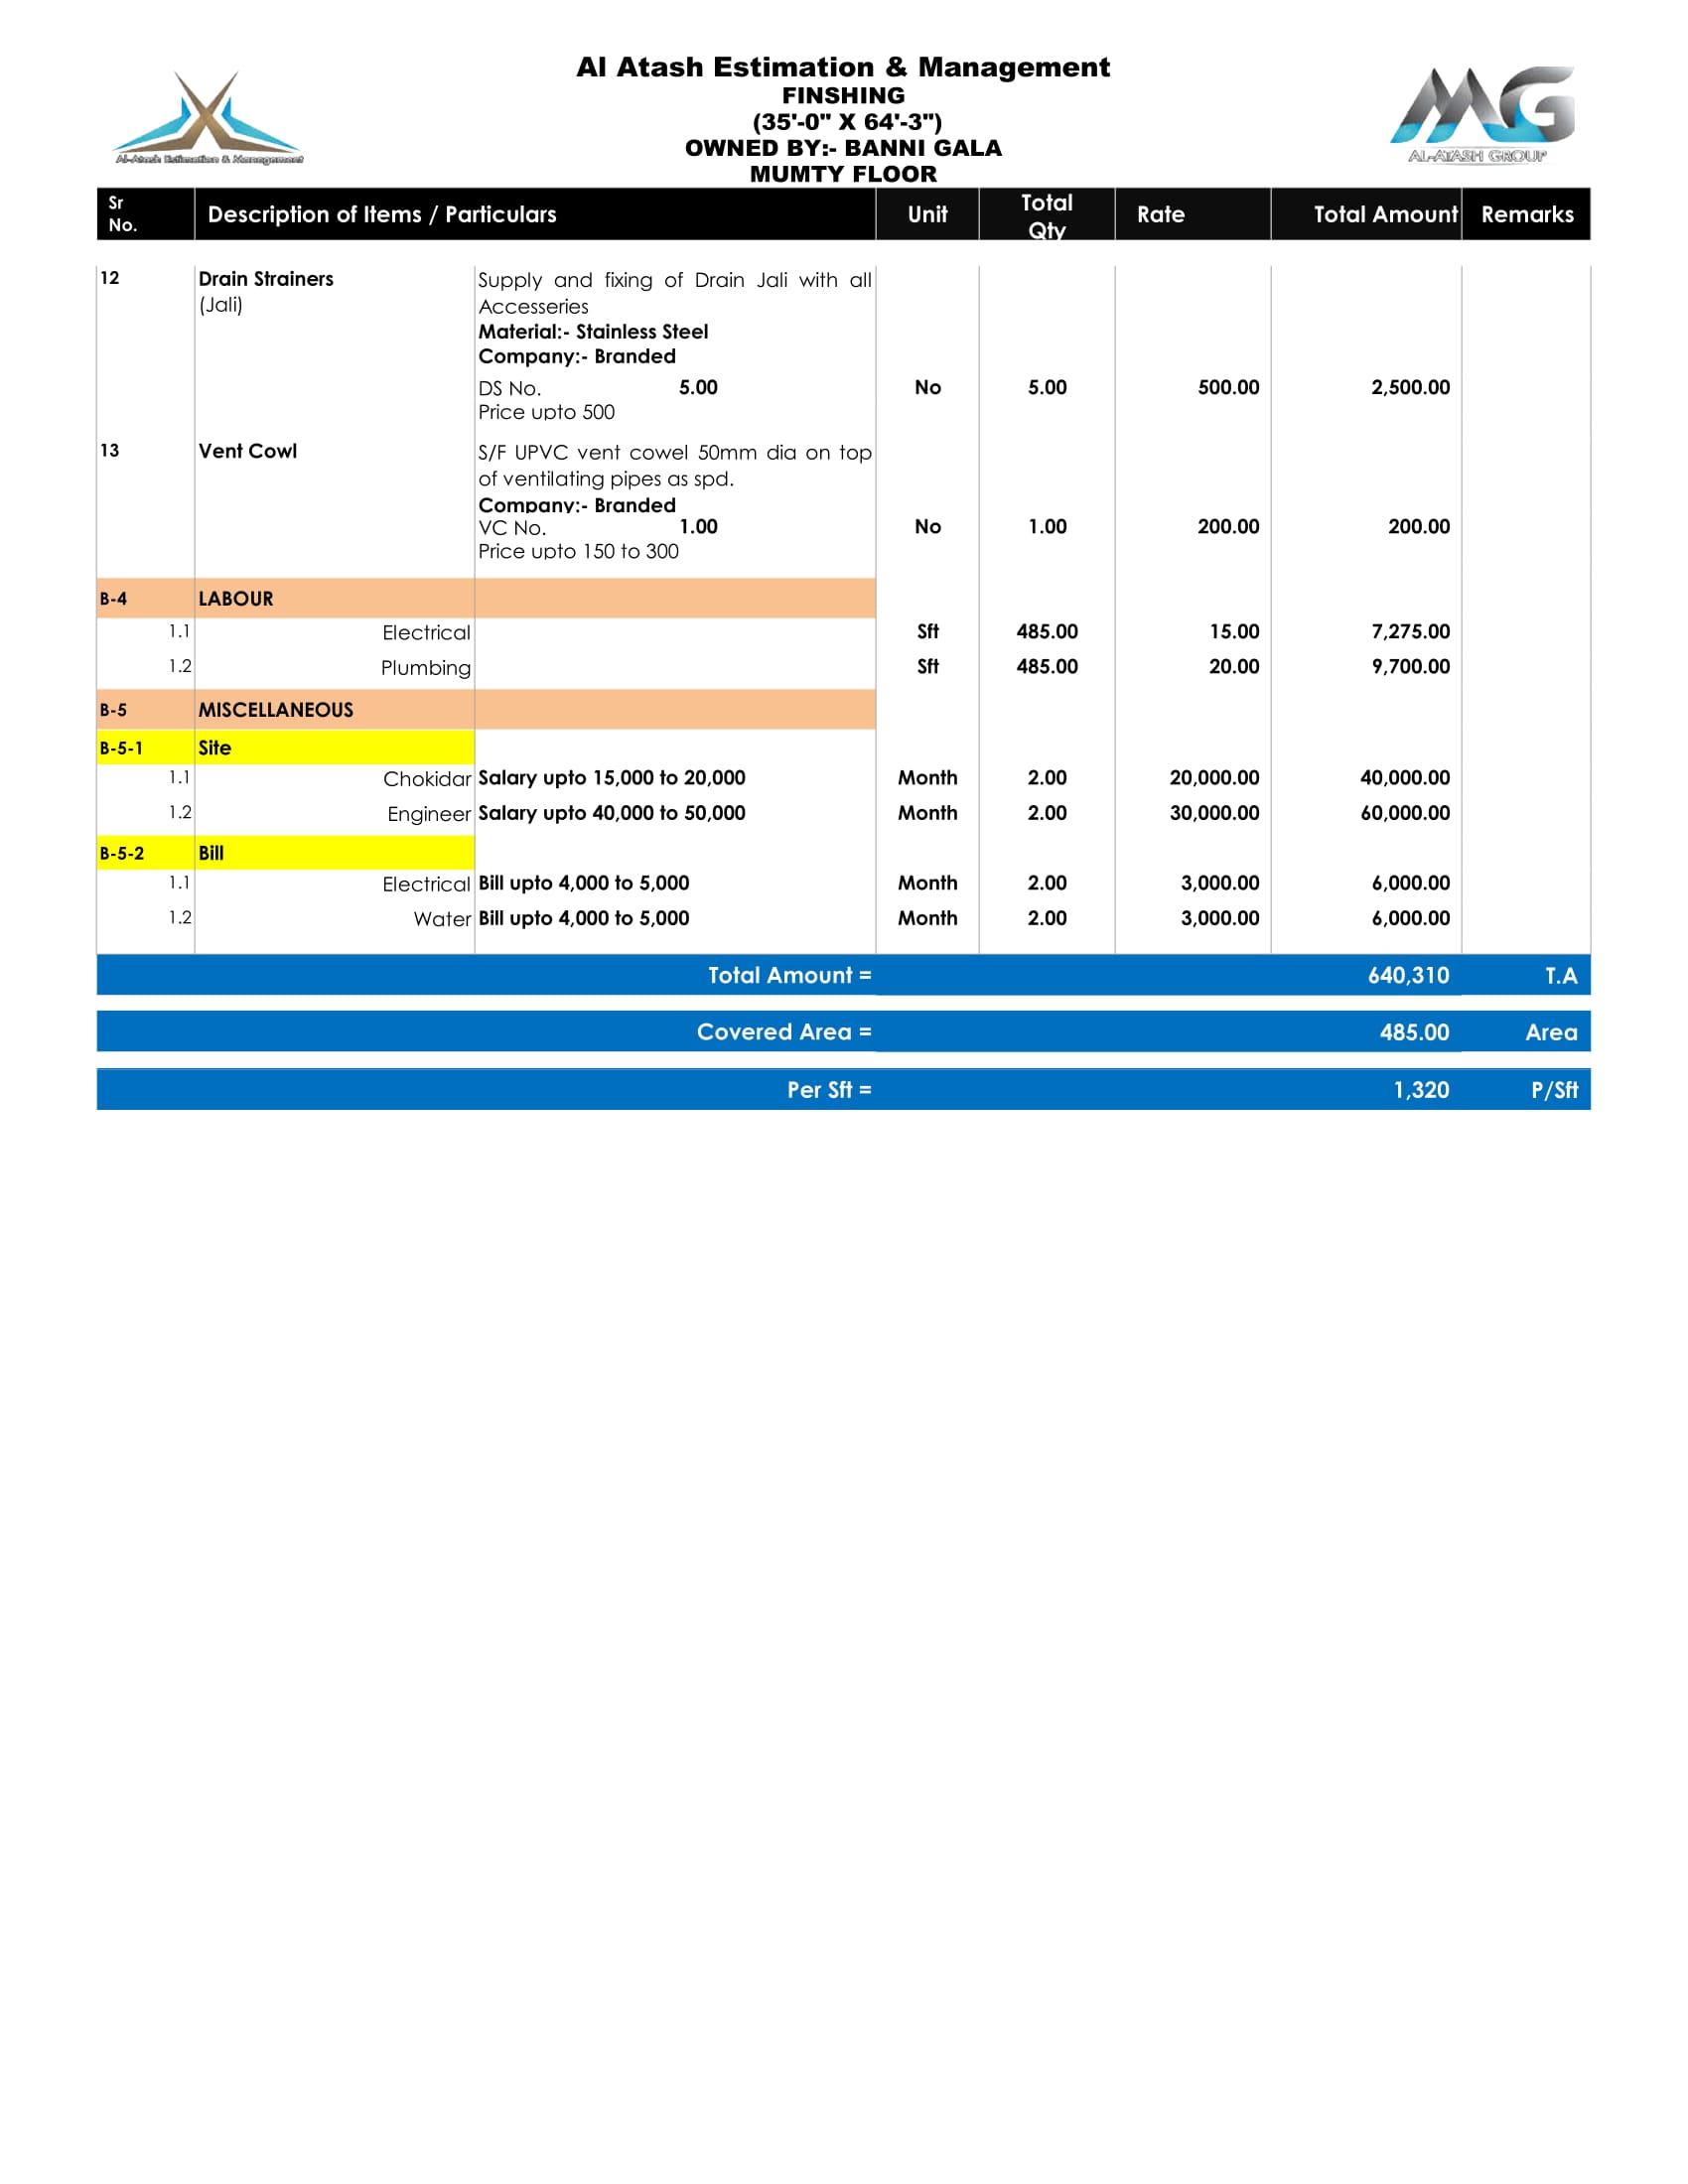 Al Atash Estimation & Management
FINSHING
(35'-0" X 64'-3")
OWNED BY:- BANNI GALA
MUMTY FLOOR
Al-Atash Estimation & Management
AL-ATASH GROUP
Sr No. Description of Items / Particulars Unit Total Qty Rate Total Amount Remarks
12 Drain Strainers Supply and fixing of Drain Jali with all
(Jali) Accesseries
Material:- Stainless Steel
Company:- Branded
DS No. 5.00 No 5.00 500.00 2,500.00
Price upto 500
13 Vent Cowl S/F UPVC vent cowel 50mm dia on top
of ventilating pipes as spd.
Company:- Branded
VC No. 1.00 No 1.00 200.00 200.00
Price upto 150 to 300
B-4 LABOUR
1.1 Electrical Sft 485.00 15.00 7,275.00
1.2 Plumbing Sft 485.00 20.00 9,700.00
B-5 MISCELLANEOUS
B-5-1 Site
1.1 Chokidar Salary upto 15,000 to 20,000 Month 2.00 20,000.00 40,000.00
1.2 Engineer Salary upto 40,000 to 50,000 Month 2.00 30,000.00 60,000.00
B-5-2 Bill
1.1 Electrical Bill upto 4,000 to 5,000 Month 2.00 3,000.00 6,000.00
1.2 Water Bill upto 4,000 to 5,000 Month 2.00 3,000.00 6,000.00
Total Amount = 640,310 T.A
Covered Area = 485.00 Area
Per Sft = 1,320 P/Sft